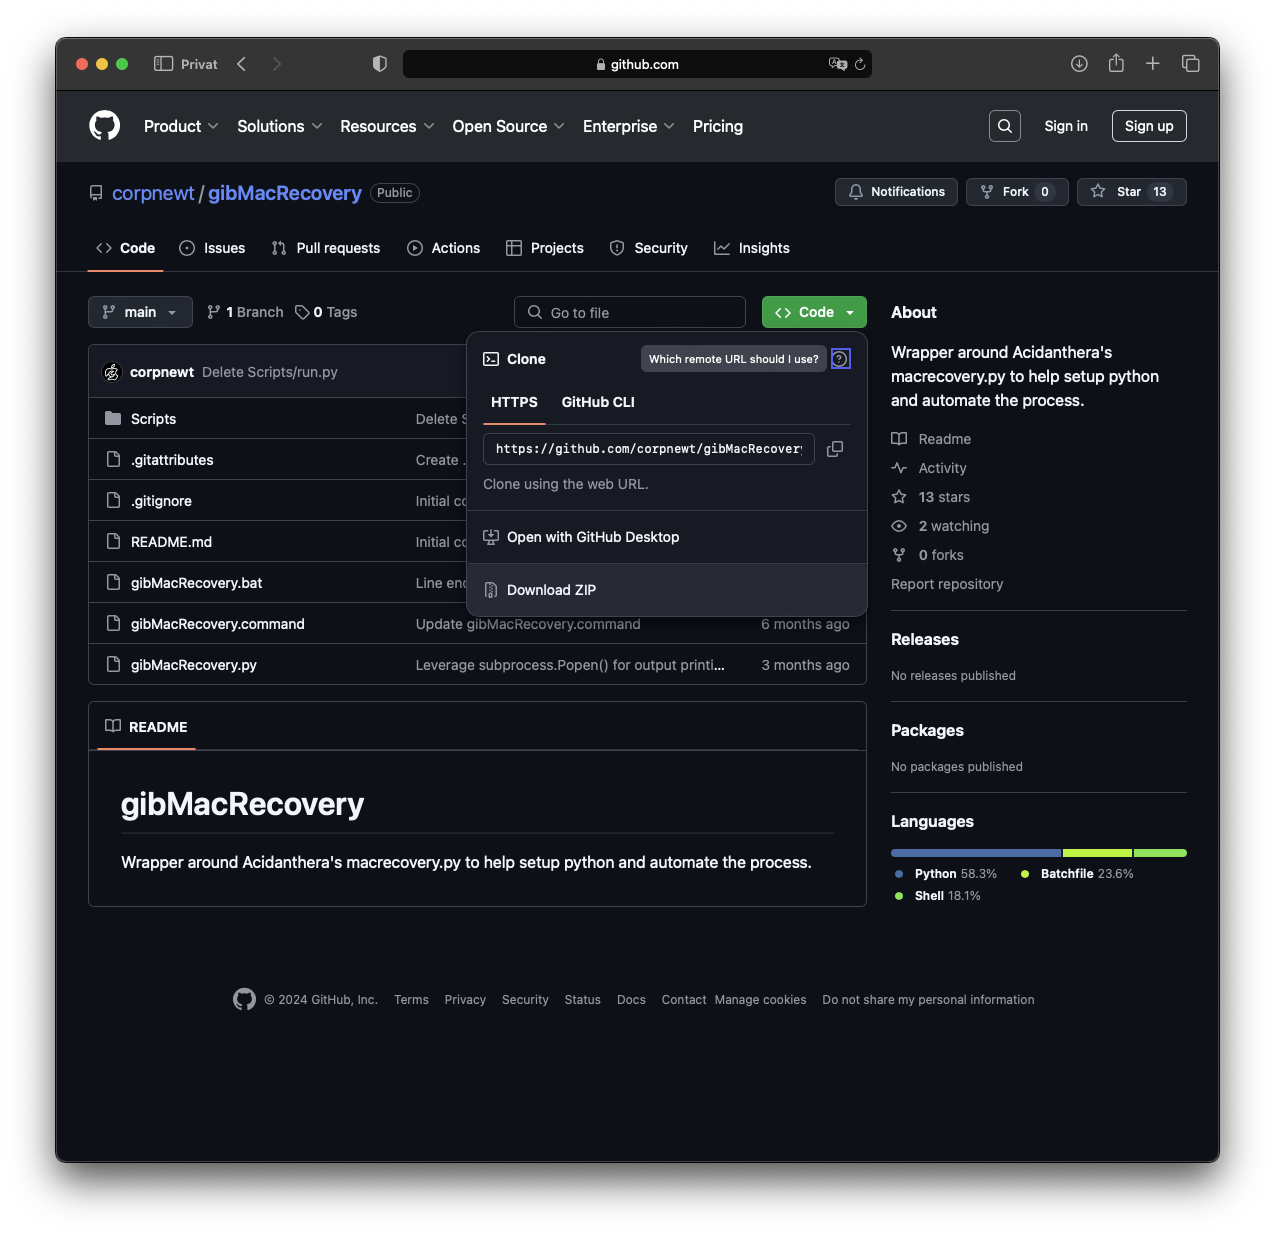 Privat
github.com
Product Solutions Resources Open Source Enterprise Pricing Sign in Sign up
corpnewt / gibMacRecovery Public
Notifications Fork 0 Star 13
Code Issues Pull requests Actions Projects Security Insights
main 1 Branch 0 Tags Go to file Code
corpnewt Delete Scripts/run.py
Scripts Delete S
.gitattributes Create .
.gitignore Initial co
README.md Initial co
gibMacRecovery.bat Line end
gibMacRecovery.command Update gibMacRecovery.command 6 months ago
gibMacRecovery.py Leverage subprocess.Popen() for output printi... 3 months ago
Clone Which remote URL should I use?
HTTPS GitHub CLI
https://github.com/corpnewt/gibMacRecovery
Clone using the web URL.
Open with GitHub Desktop
Download ZIP
README
gibMacRecovery
Wrapper around Acidanthera's macrecovery.py to help setup python and automate the process.
About
Wrapper around Acidanthera's
macrecovery.py to help setup python
and automate the process.
Readme
Activity
13 stars
2 watching
0 forks
Report repository
Releases
No releases published
Packages
No packages published
Languages
Python 58.3% Batchfile 23.6%
Shell 18.1%
© 2024 GitHub, Inc. Terms Privacy Security Status Docs Contact Manage cookies Do not share my personal information